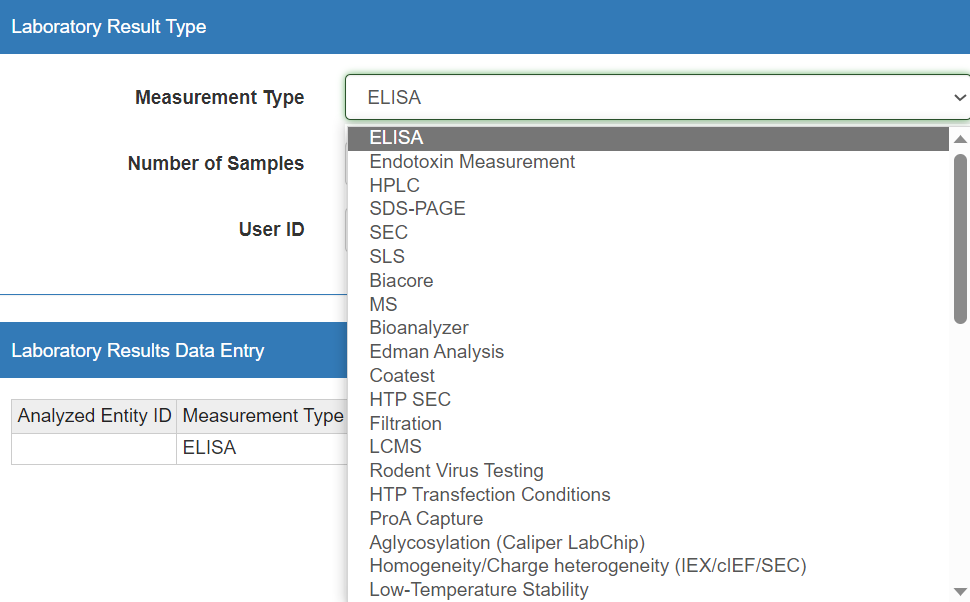 Laboratory Result Type
Measurement Type
ELISA
Number of Samples
User ID
ELISA
Endotoxin Measurement
HPLC
SDS-PAGE
SEC
SLS
Biacore
MS
Bioanalyzer
Edman Analysis
Coatest
HTP SEC
Filtration
LCMS
Rodent Virus Testing
HTP Transfection Conditions
ProA Capture
Aglycosylation (Caliper LabChip)
Homogeneity/Charge heterogeneity (IEX/cIEF/SEC)
Low-Temperature Stability
Laboratory Results Data Entry
Analyzed Entity ID Measurement Type
ELISA